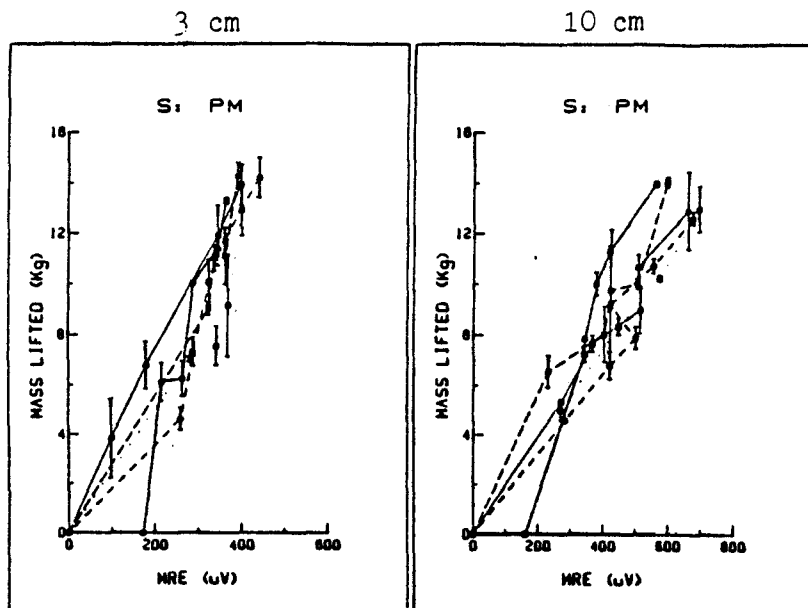 3 cm
10 cm
S: PM
S: PM
MASS LIFTED (Kg)
16
12
8
4
0
0
200
400
600
MRE (uV)
MASS LIFTED (Kg)
16
12
8
4
0
0
200
400
600
800
MRE (uV)